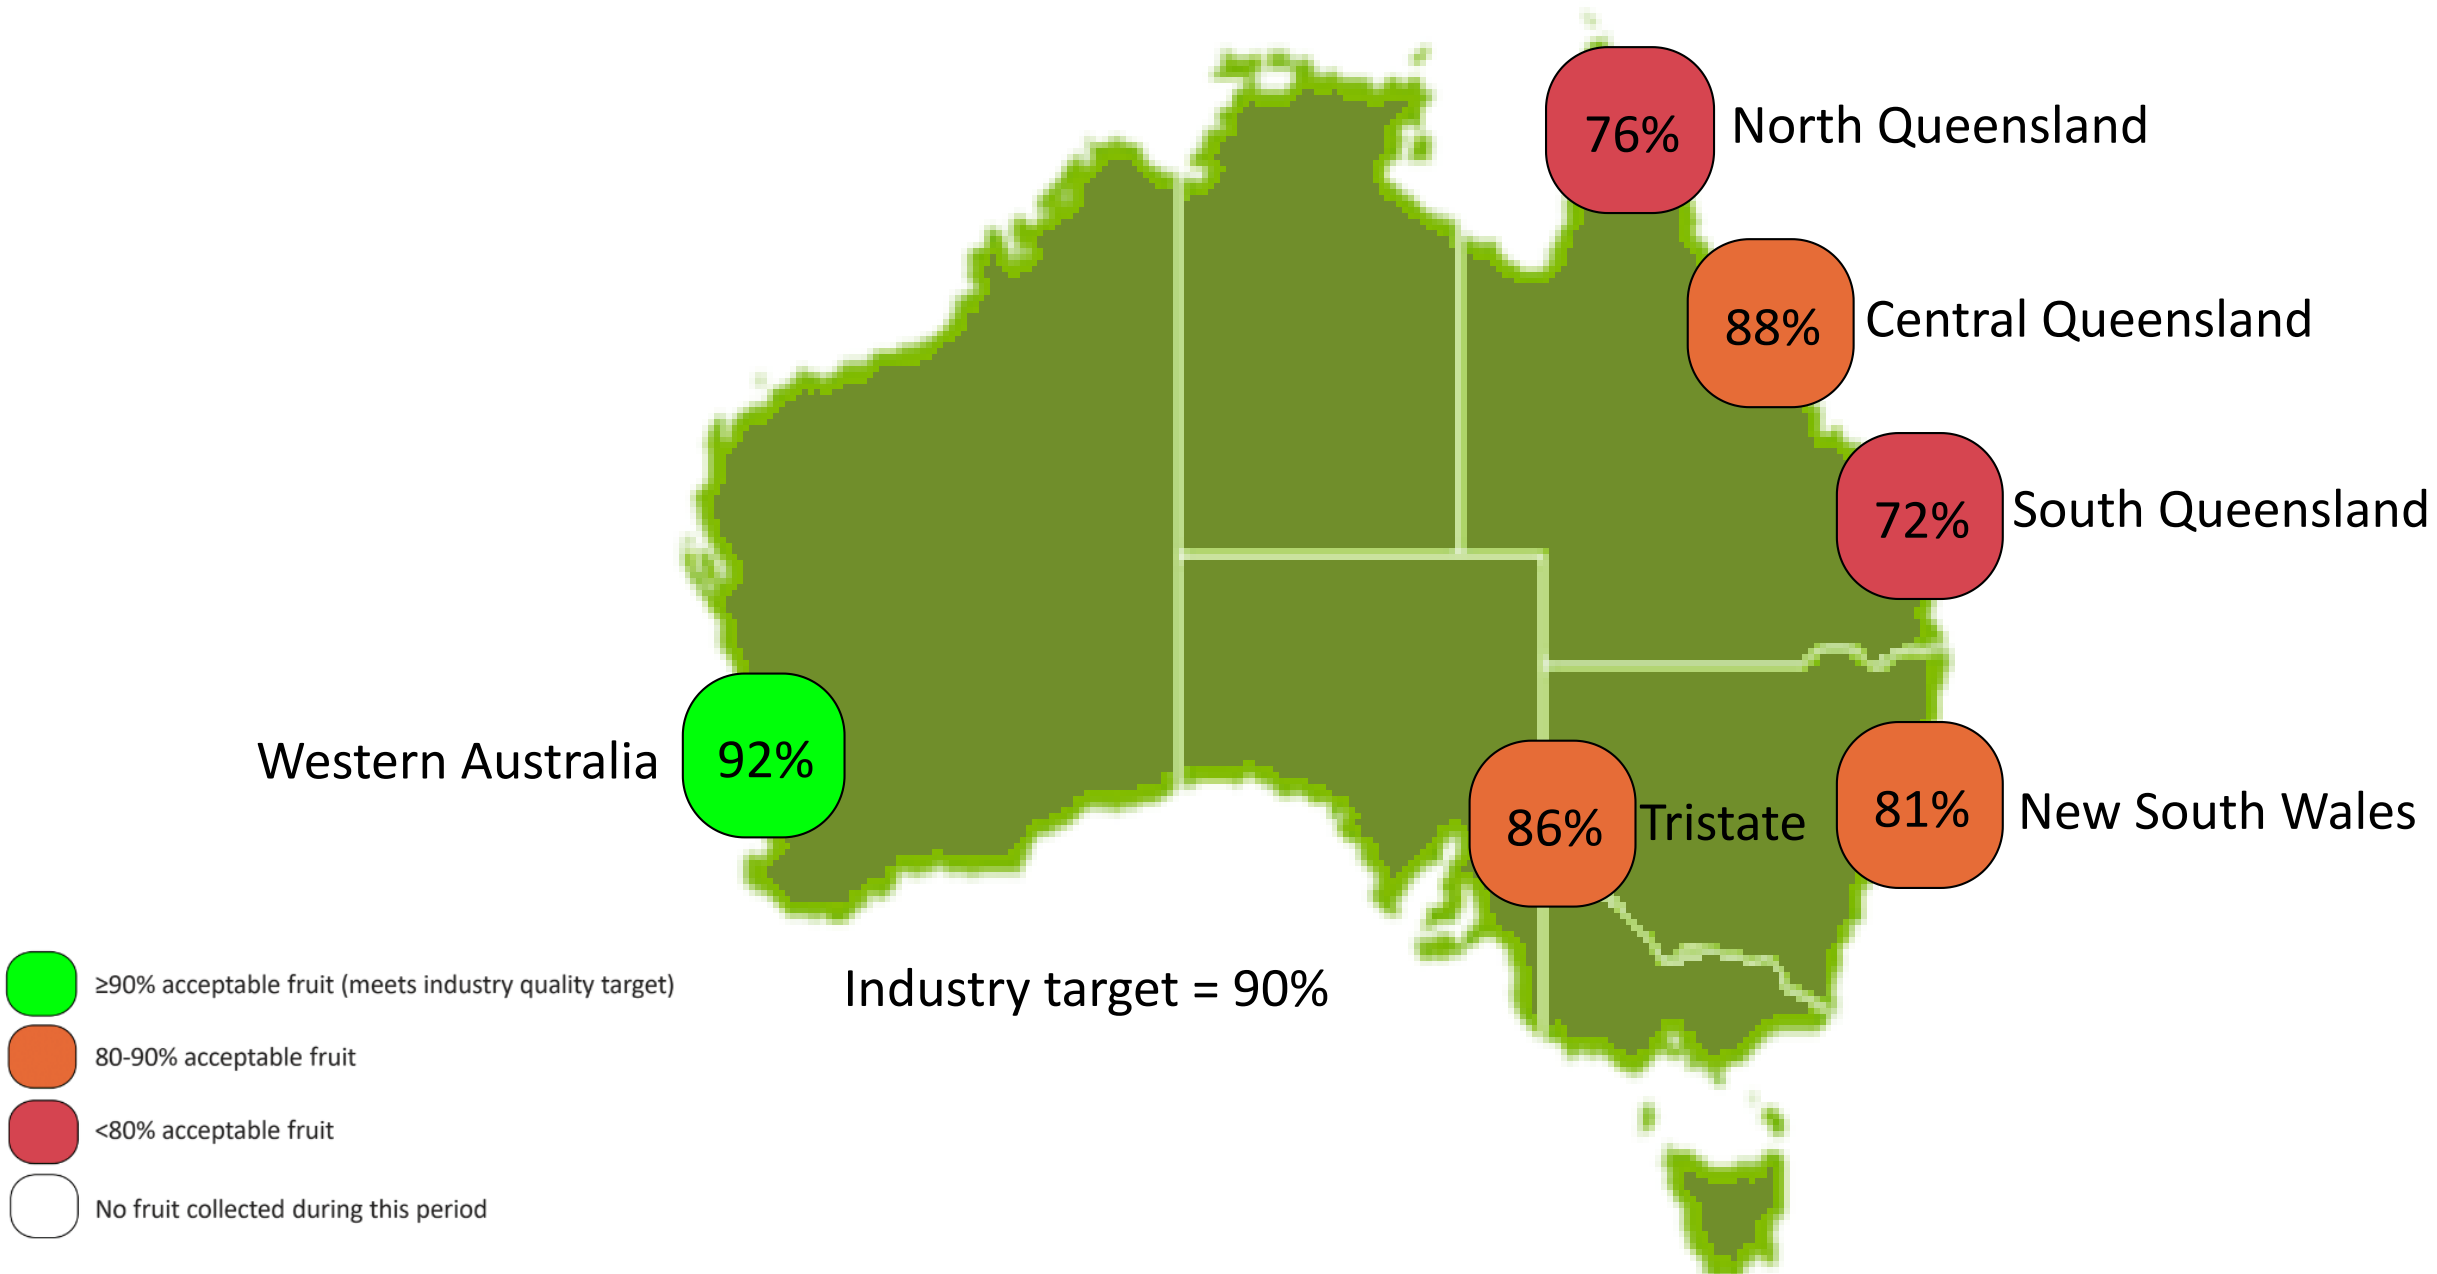 76%
North Queensland
88%
Central Queensland
72%
South Queensland
Western Australia
92%
86%
Tristate
81%
New South Wales
Industry target = 90%
≥90% acceptable fruit (meets industry quality target)
80-90% acceptable fruit
<80% acceptable fruit
No fruit collected during this period